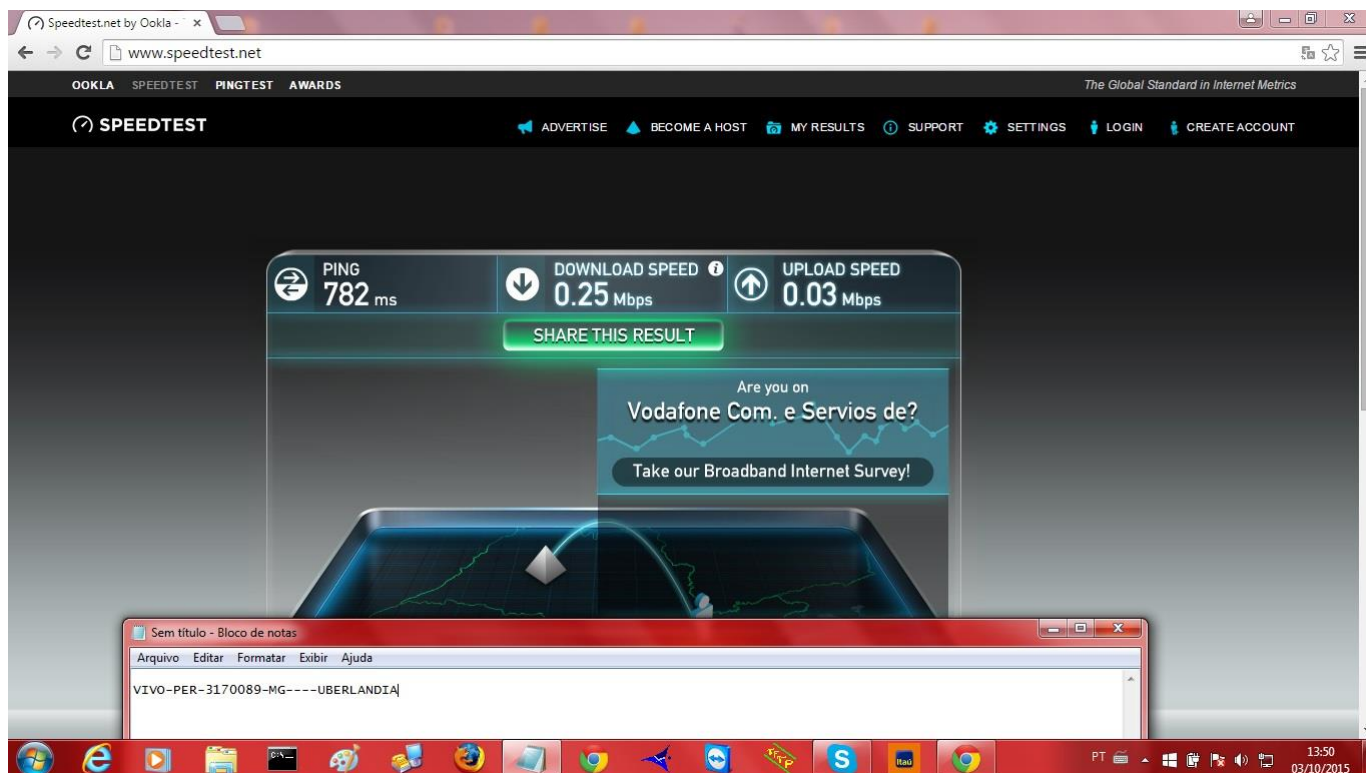 Speedtest.net by Ookla -
www.speedtest.net
OOKLA SPEEDTEST PINGTEST AWARDS The Global Standard in Internet Metrics
SPEEDTEST ADVERTISE BECOME A HOST MY RESULTS SUPPORT SETTINGS LOGIN CREATE ACCOUNT
PING DOWNLOAD SPEED UPLOAD SPEED
782 ms 0.25 Mbps 0.03 Mbps
SHARE THIS RESULT
Are you on
Vodafone Com. e Servios de?
Take our Broadband Internet Survey!
Sem título - Bloco de notas
Arquivo Editar Formatar Exibir Ajuda
VIVO-PER-3170089-MG----UBERLANDIA
Itaú PT 13:50
03/10/2015